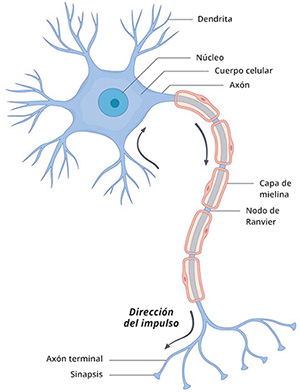 Dendrita
Núcleo
Cuerpo celular
Axón
Capa de
mielina
Nodo de
Ranvier
Dirección
del impulso
Axón terminal
Sinapsis